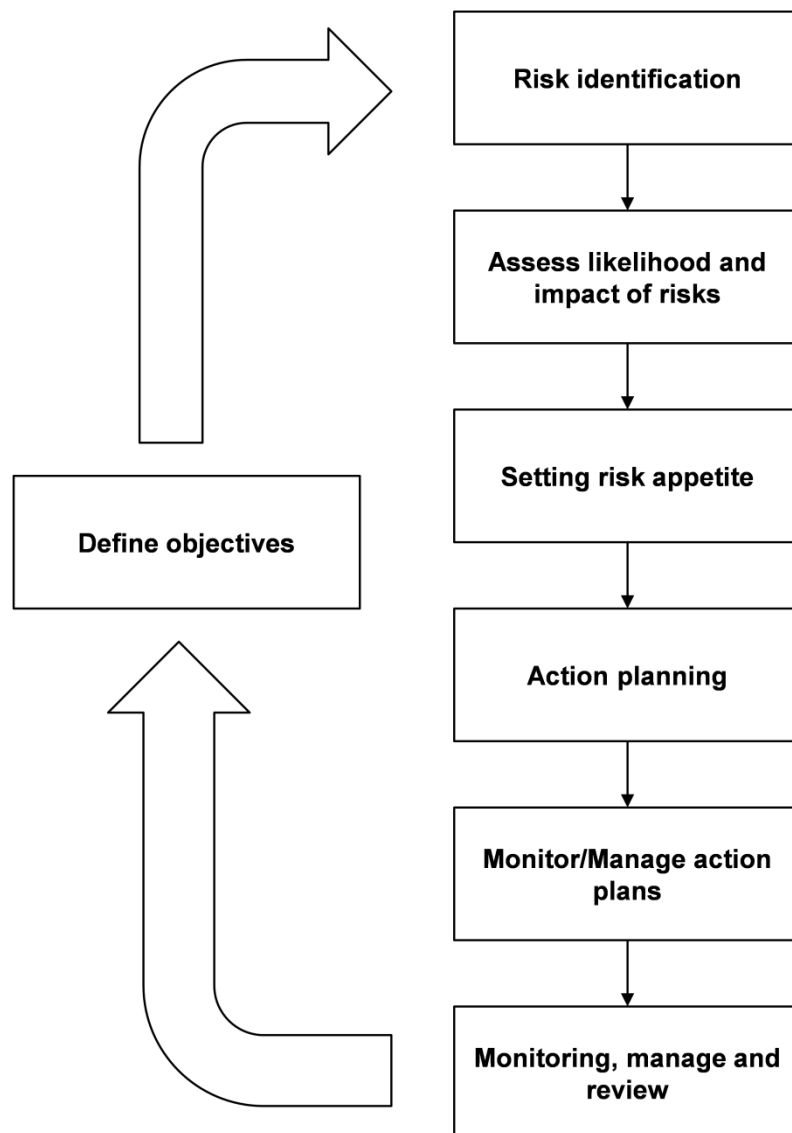 Risk identification
Assess likelihood and
impact of risks
Setting risk appetite
Define objectives
Action planning
Monitor/Manage action
plans
Monitoring, manage and
review